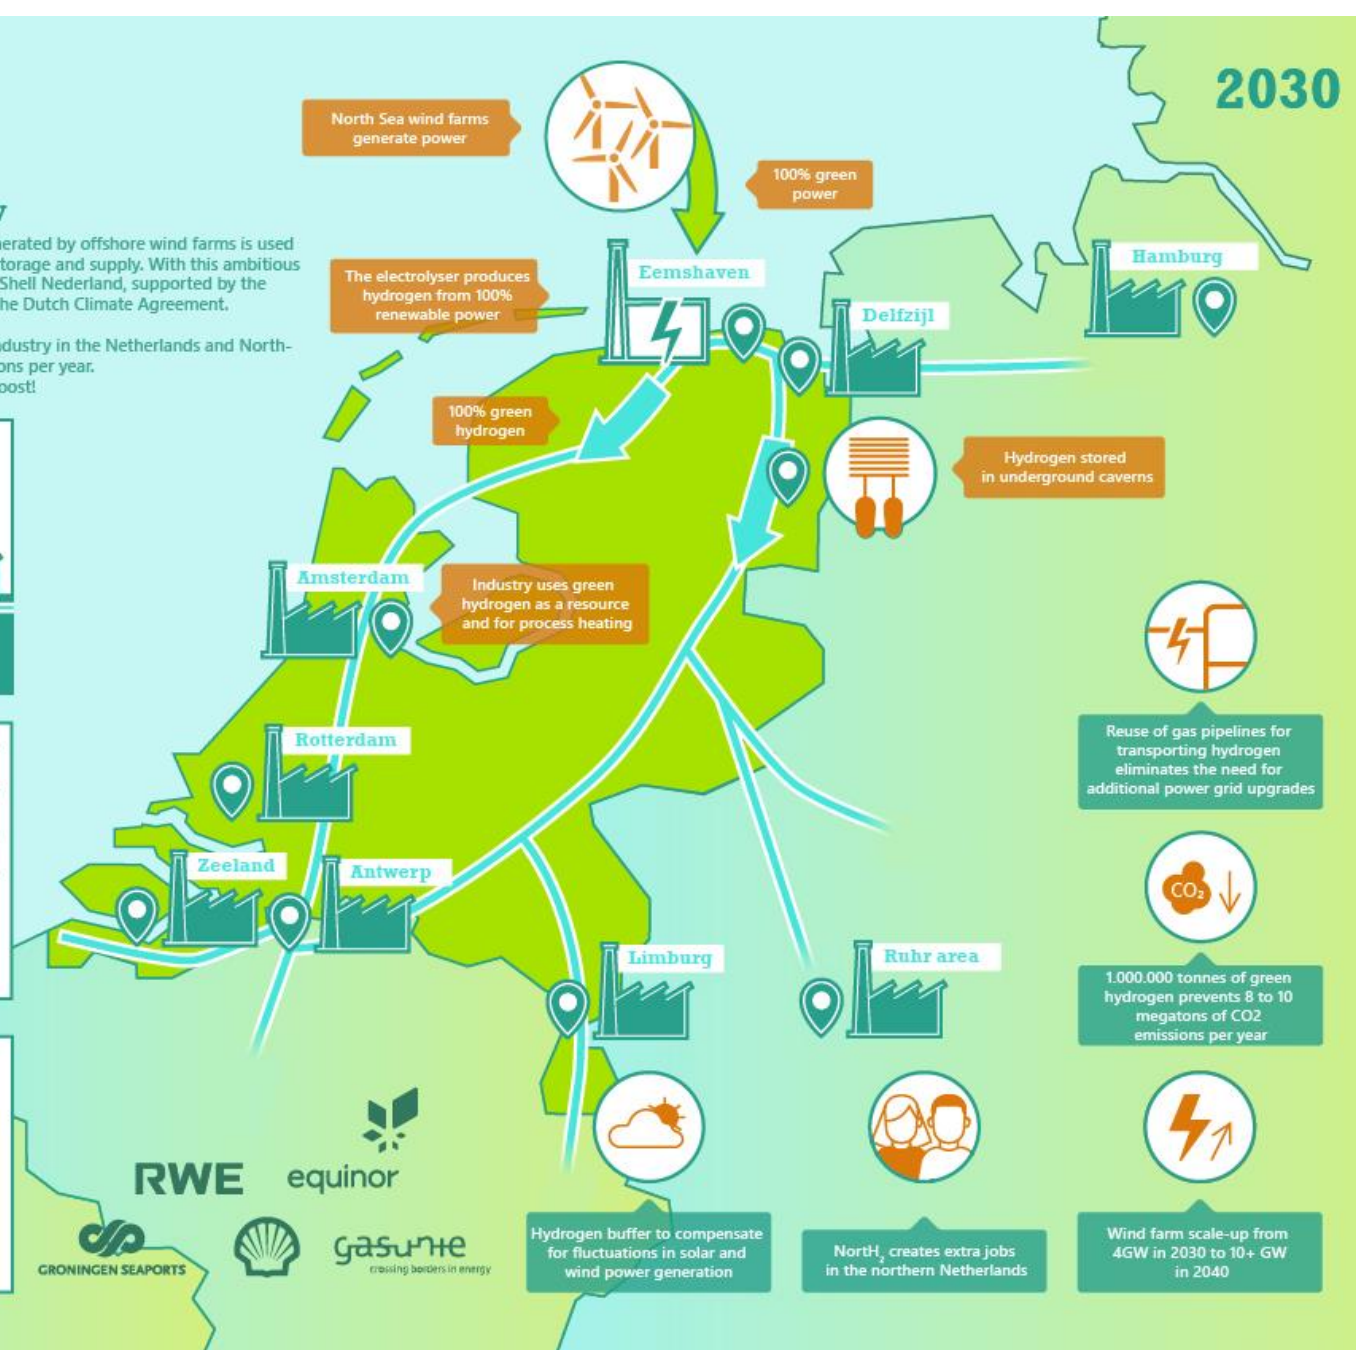 2030
North Sea wind farms
generate power
100% green
power
y
nerated by offshore wind farms is used
torage and supply. With this ambitious
Shell Nederland, supported by the
he Dutch Climate Agreement.
ndustry in the Netherlands and North-
ons per year.
oost!
The electrolyser produces
hydrogen from 100%
renewable power
Eemshaven
Hamburg
Delfzijl
100% green
hydrogen
Hydrogen stored
in underground caverns
Amsterdam
Industry uses green
hydrogen as a resource
and for process heating
Rotterdam
Reuse of gas pipelines for
transporting hydrogen
eliminates the need for
additional power grid upgrades
Zeeland
Antwerp
CO₂
Limburg
Ruhr area
1.000.000 tonnes of green
hydrogen prevents 8 to 10
megatons of CO2
emissions per year
RWE
equinor
GRONINGEN SEAPORTS
gasunie
crossing borders in energy
Hydrogen buffer to compensate
for fluctuations in solar and
wind power generation
NortH₂ creates extra jobs
in the northern Netherlands
Wind farm scale-up from
4GW in 2030 to 10+ GW
in 2040